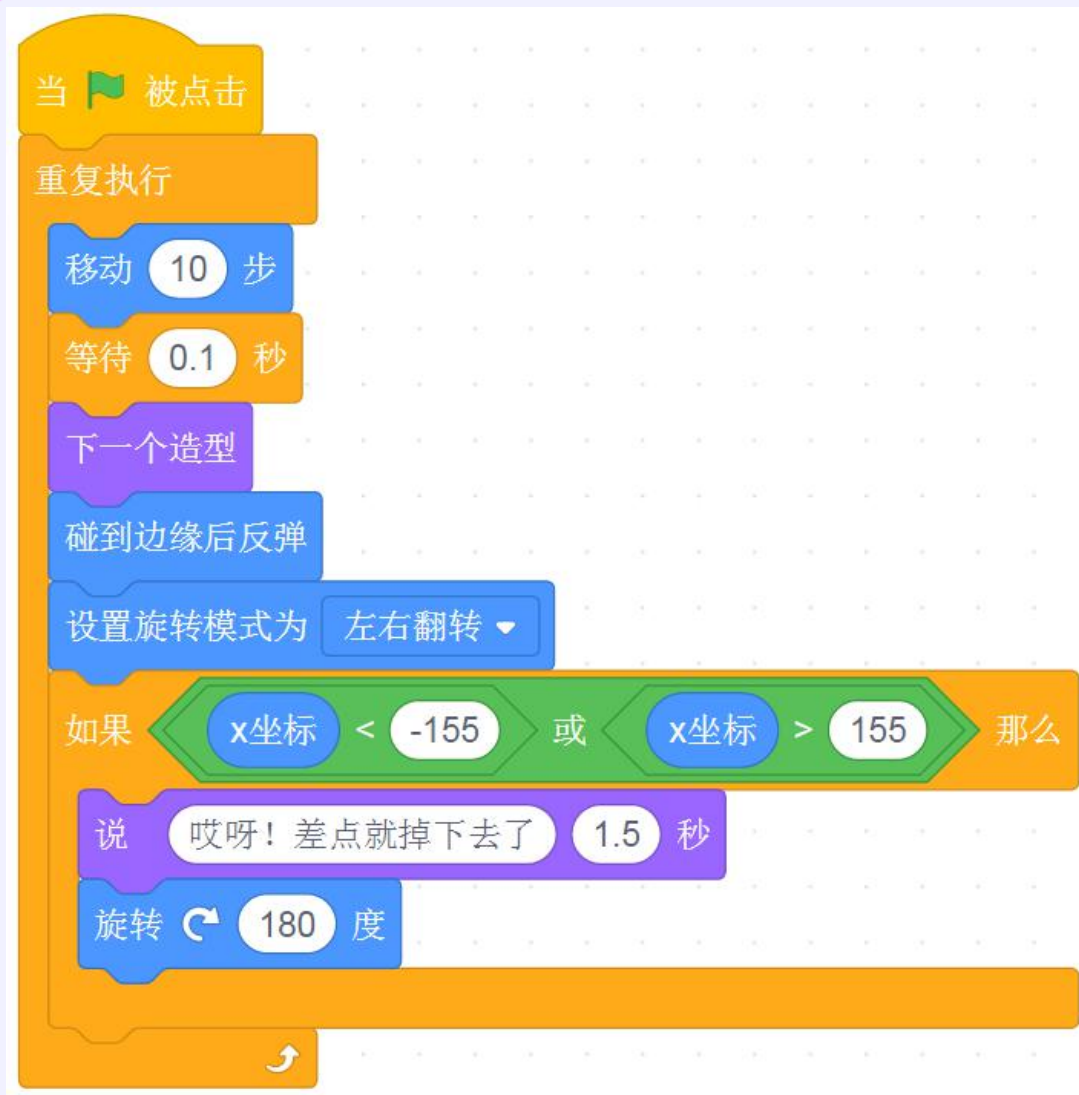 当 被点击
重复执行
移动 10 步
等待 0.1 秒
下一个造型
碰到边缘后反弹
设置旋转模式为 左右翻转
如果 x坐标 < -155 或 x坐标 > 155 那么
说 哎呀！差点就掉下去了 1.5 秒
旋转 180 度